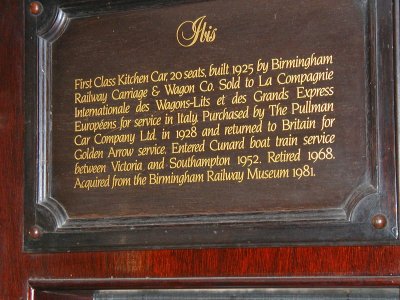 Ibis
First Class Kitchen Car, 20 seats, built 1925 by Birmingham
Railway Carriage & Wagon Co. Sold to La Compagnie
Internationale des Wagons-Lits et des Grands Express
Européens for service in Italy. Purchased by The Pullman
Car Company Ltd. in 1928 and returned to Britain for
Golden Arrow service. Entered Cunard boat train service
between Victoria and Southampton 1952. Retired 1968.
Acquired from the Birmingham Railway Museum 1981.